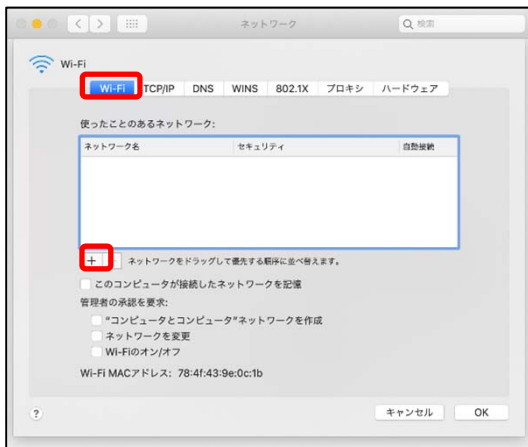 ネットワーク
検索
Wi-Fi
Wi-Fi TCP/IP DNS WINS 802.1X プロキシ ハードウェア
使ったことのあるネットワーク:
ネットワーク名 セキュリティ 自動接続
+ ネットワークをドラッグして優先する順序に並べ替えます。
このコンピュータが接続したネットワークを記憶
管理者の承認を要求:
“コンピュータとコンピュータ”ネットワークを作成
ネットワークを変更
Wi-Fiのオン/オフ
Wi-Fi MACアドレス: 78:4f:43:9e:0c:1b
? キャンセル OK